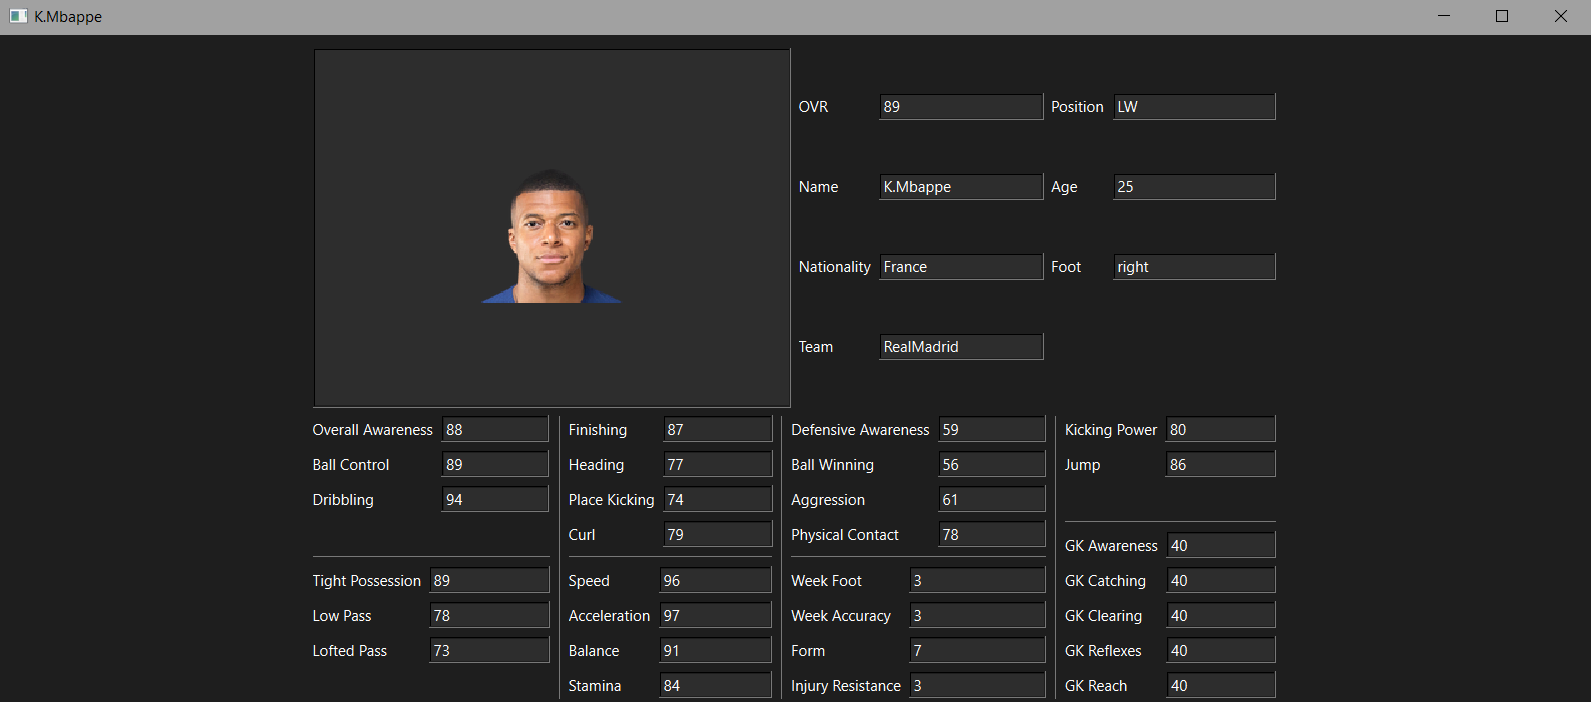 K.Mbappe
OVR 89 Position LW
Name K.Mbappe Age 25
Nationality France Foot right
Team RealMadrid
Overall Awareness 88 Finishing 87 Defensive Awareness 59 Kicking Power 80
Ball Control 89 Heading 77 Ball Winning 56 Jump 86
Dribbling 94 Place Kicking 74 Aggression 61
Curl 79 Physical Contact 78
GK Awareness 40
Tight Possession 89 Speed 96 Week Foot 3 GK Catching 40
Low Pass 78 Acceleration 97 Week Accuracy 3 GK Clearing 40
Lofted Pass 73 Balance 91 Form 7 GK Reflexes 40
Stamina 84 Injury Resistance 3 GK Reach 40